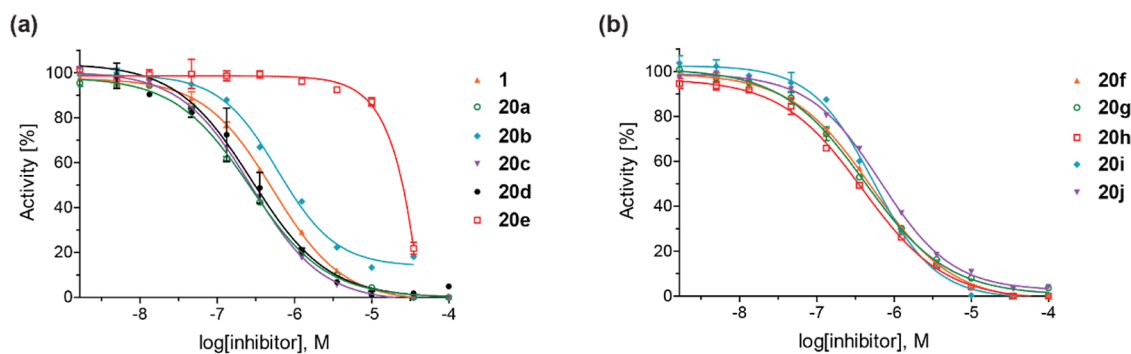 (a)
Activity [%]
100
80
60
40
20
0
-8
-7
-6
-5
-4
log[inhibitor], M
1
20a
20b
20c
20d
20e
(b)
Activity [%]
100
80
60
40
20
0
-8
-7
-6
-5
-4
log[inhibitor], M
20f
20g
20h
20i
20j